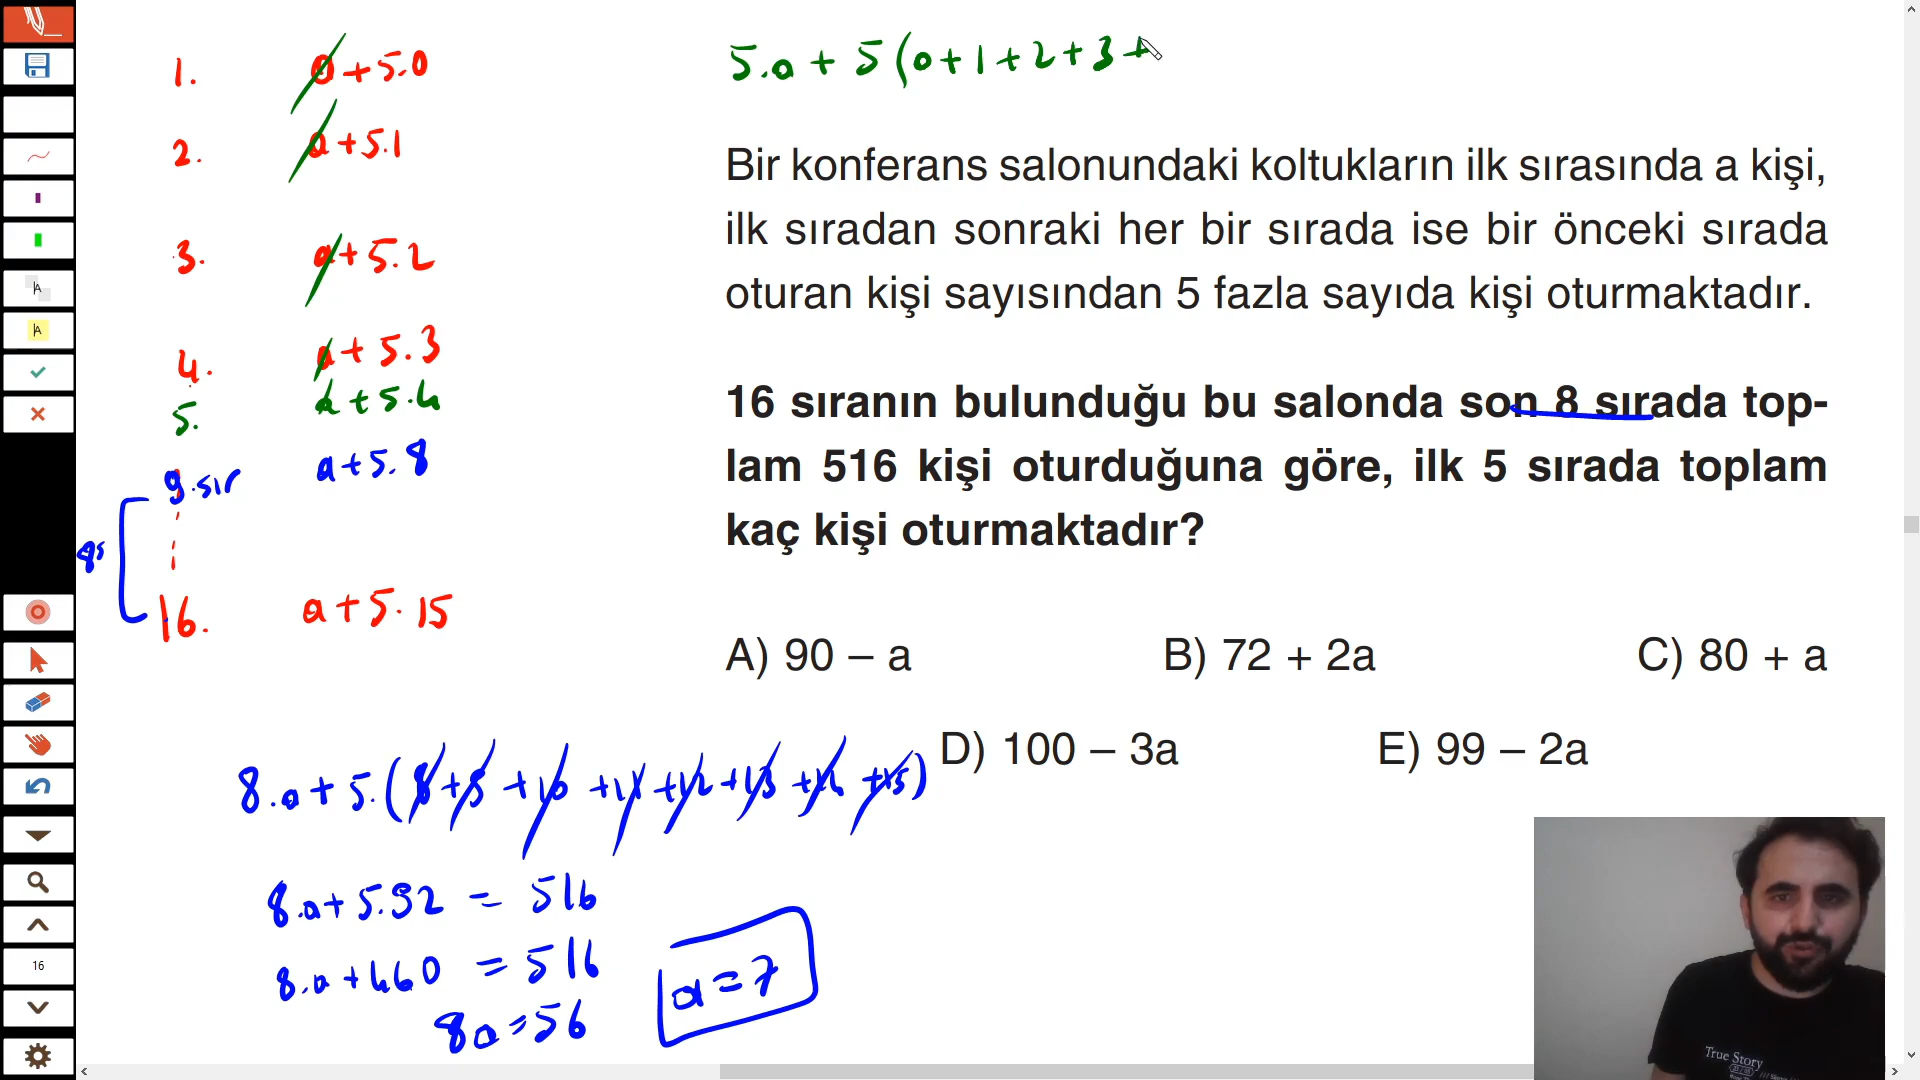 5.a + 5(0+1+2+3+
1. a+5.0
2. a+5.1
3. a+5.2
4. a+5.3
5. a+5.4
9.sır a+5.8
8s
16. a+5.15
Bir konferans salonundaki koltukların ilk sırasında a kişi,
ilk sıradan sonraki her bir sırada ise bir önceki sırada
oturan kişi sayısından 5 fazla sayıda kişi oturmaktadır.
16 sıranın bulunduğu bu salonda son 8 sırada top-
lam 516 kişi oturduğuna göre, ilk 5 sırada toplam
kaç kişi oturmaktadır?
A) 90 – a B) 72 + 2a C) 80 + a
D) 100 – 3a E) 99 – 2a
8.a+5.(8+9+10+11+12+13+14+15)
8.a+5.92 = 516
8.a+460 = 516
8a=56
a=7
16
True Story